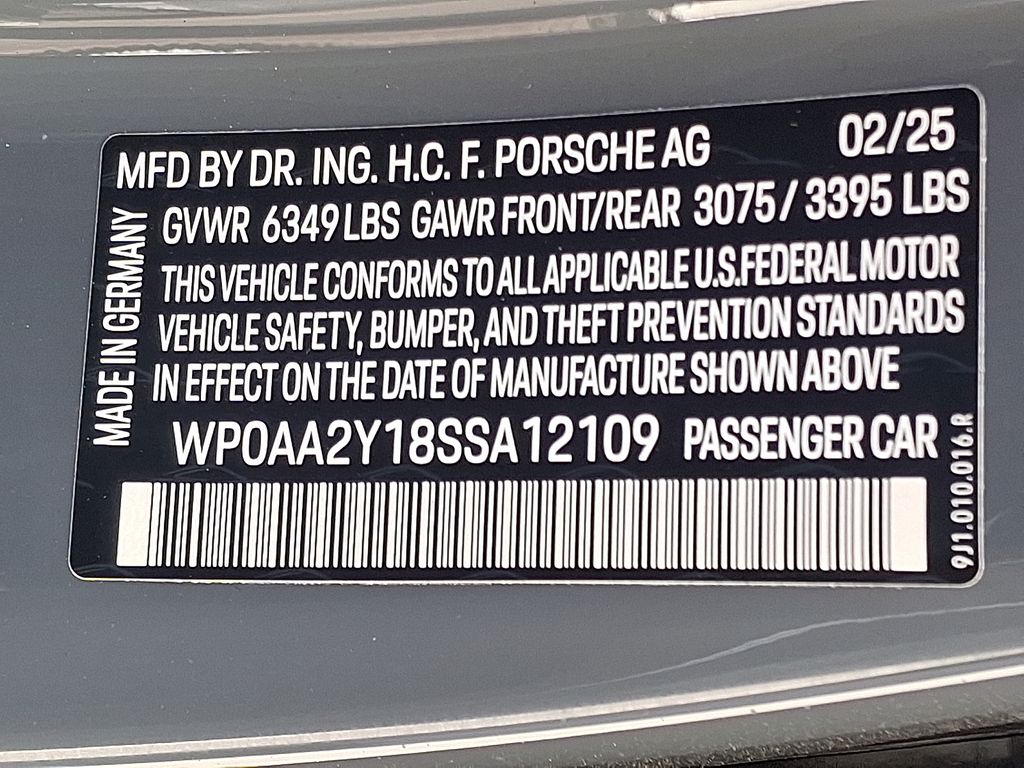 MFD BY DR. ING. H.C. F. PORSCHE AG 02/25
GVWR 6349 LBS GAWR FRONT/REAR 3075 / 3395 LBS
THIS VEHICLE CONFORMS TO ALL APPLICABLE U.S. FEDERAL MOTOR
VEHICLE SAFETY, BUMPER, AND THEFT PREVENTION STANDARDS
IN EFFECT ON THE DATE OF MANUFACTURE SHOWN ABOVE
WP0AA2Y18SSA12109 PASSENGER CAR
MADE IN GERMANY
9J1.010.016.R